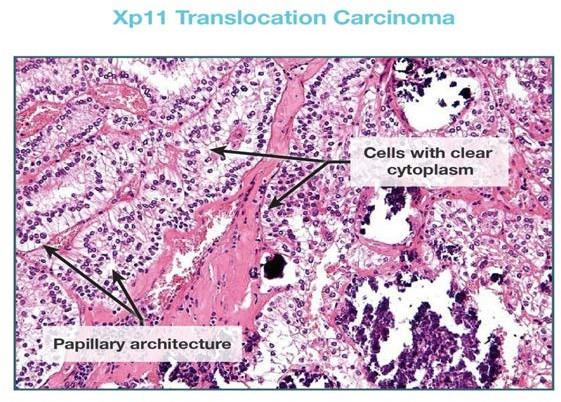 Xp11 Translocation Carcinoma
Cells with clear
cytoplasm
Papillary architecture